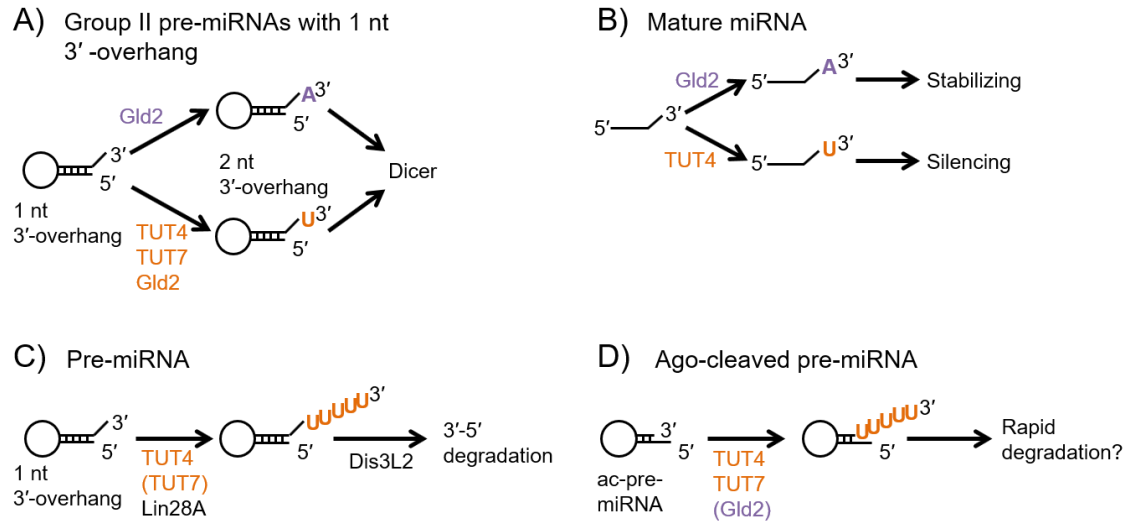 A) Group II pre-miRNAs with 1 nt
3′ -overhang
Gld2
A3′
5′
3′
5′
2 nt
3′-overhang
Dicer
1 nt
3′-overhang
TUT4
TUT7
Gld2
U3′
5′
B) Mature miRNA
Gld2
5′
A3′
Stabilizing
5′
3′
TUT4
5′
U3′
Silencing
C) Pre-miRNA
3′
5′
1 nt
3′-overhang
TUT4
(TUT7)
Lin28A
UUUUU3′
5′
Dis3L2
3′-5′
degradation
D) Ago-cleaved pre-miRNA
3′
5′
ac-pre-
miRNA
TUT4
TUT7
(Gld2)
UUUUU3′
5′
Rapid
degradation?